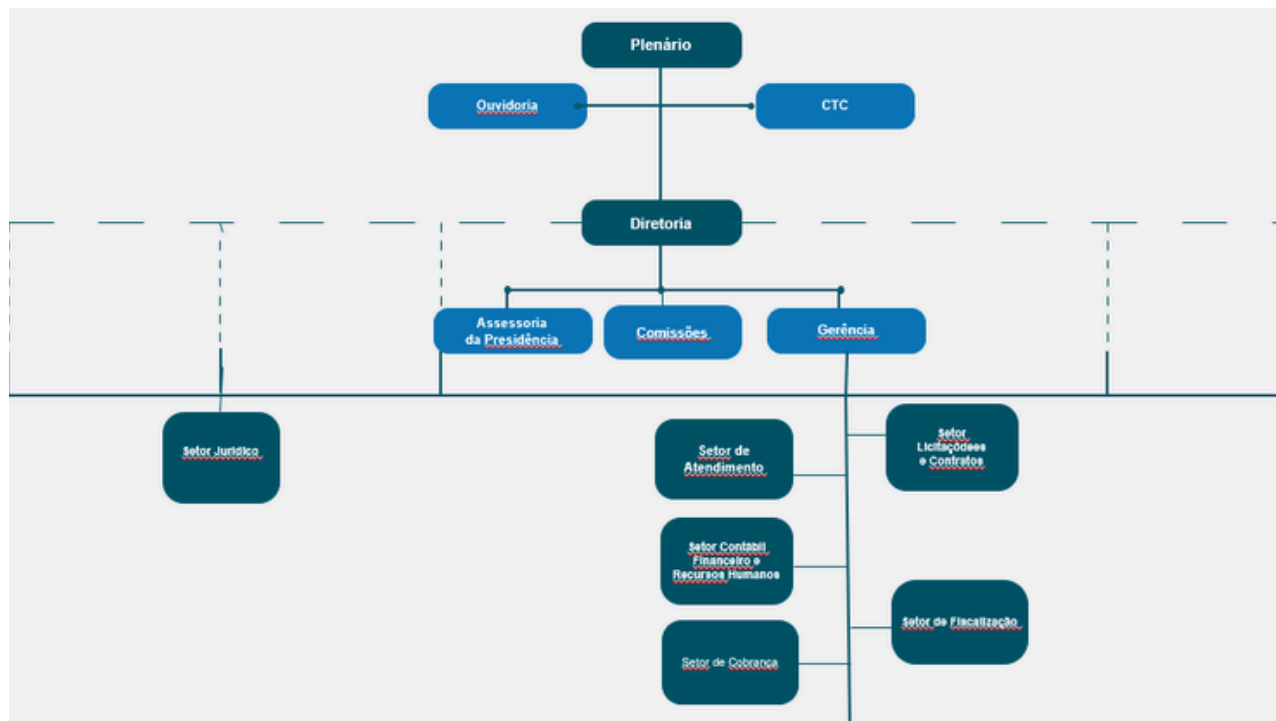 Plenário
Ouvidoria
CTC
Diretoria
Assessoria
da Presidência
Comissões
Gerência
Setor Jurídico
Setor de
Atendimento
Setor
Licitaçõdees
e Contratos
Setor Contábil
Financeiro e
Recursos Humanos
Setor de Fiscalização
Setor de Cobrança